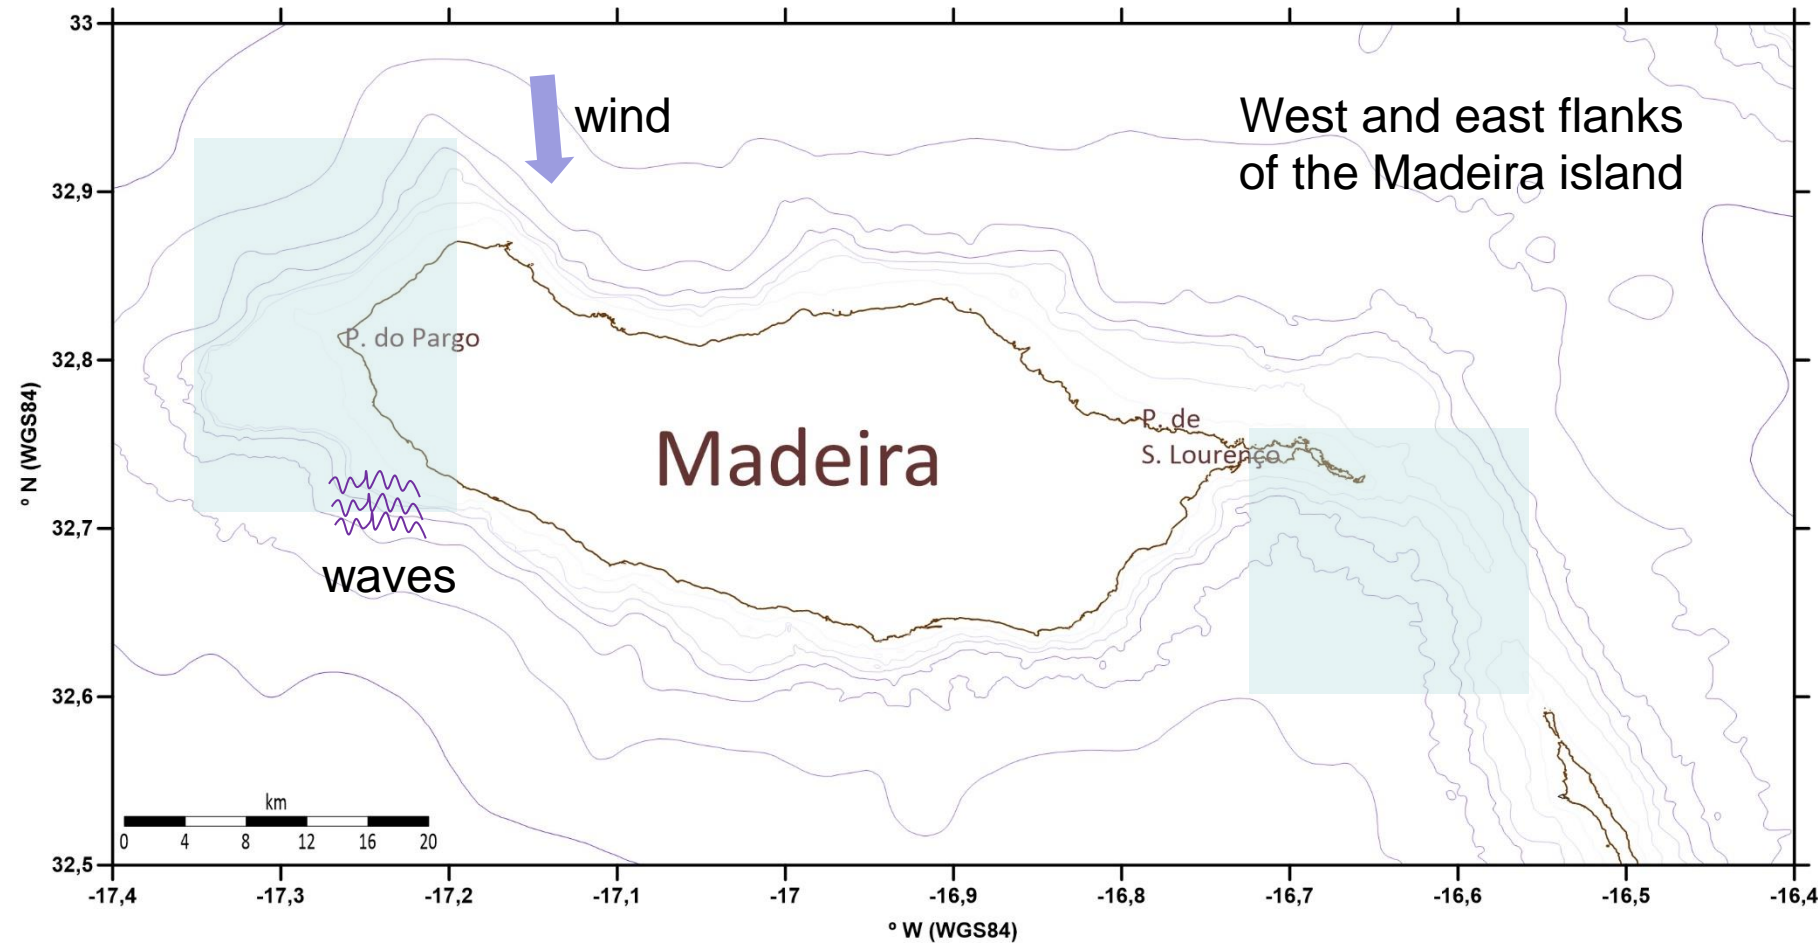 33
wind
West and east flanks
of the Madeira island
32,9
P. do Pargo
32,8
P. de
S. Lourenço
Madeira
º N (WGS84)
32,7
waves
32,6
km
0 4 8 12 16 20
32,5
-17,4 -17,3 -17,2 -17,1 -17 -16,9 -16,8 -16,7 -16,6 -16,5 -16,4
º W (WGS84)